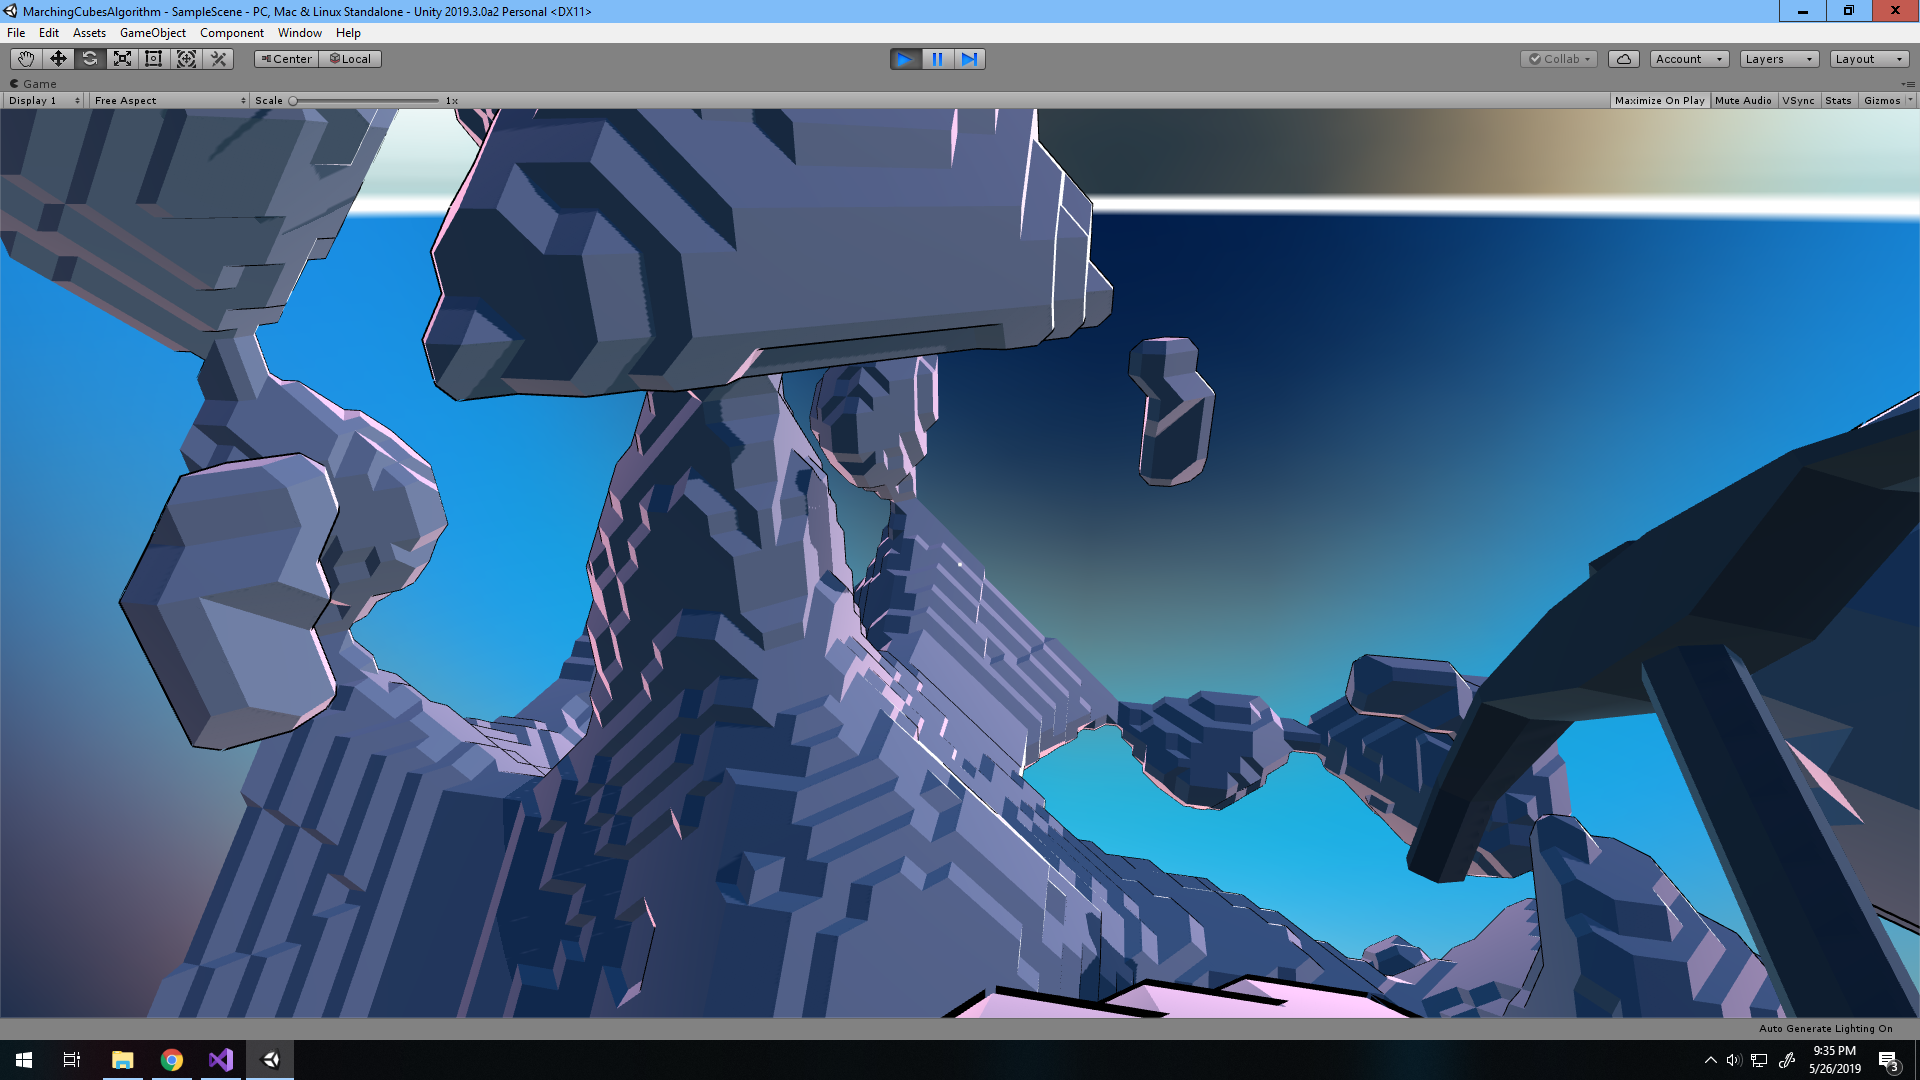 MarchingCubesAlgorithm - SampleScene - PC, Mac & Linux Standalone - Unity 2019.3.0a2 Personal <DX11>
File Edit Assets GameObject Component Window Help
Center Local Collab Account Layers Layout
Game
Display 1 Free Aspect Scale 1x Maximize On Play Mute Audio VSync Stats Gizmos
Auto Generate Lighting On
9:35 PM
5/26/2019
3